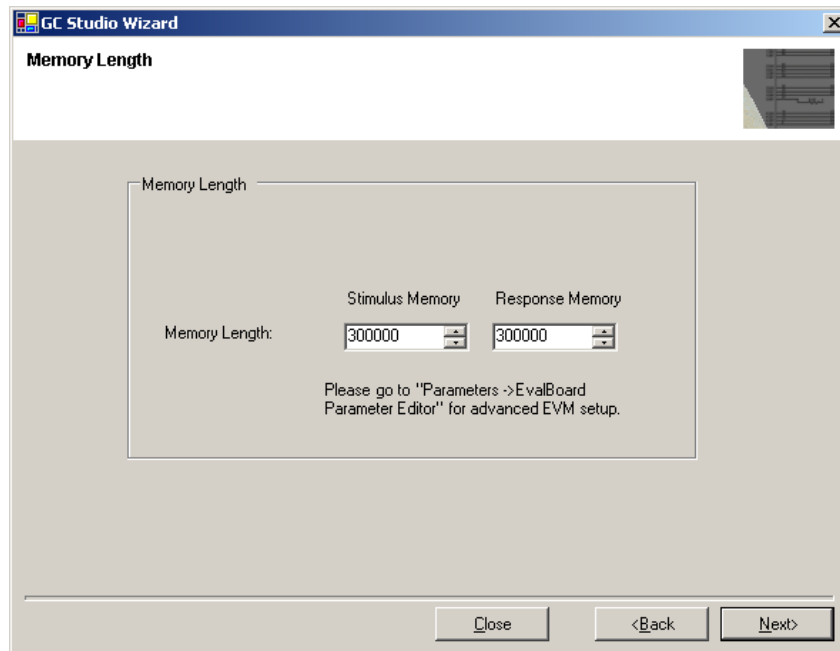 GC Studio Wizard
Memory Length
Memory Length
Stimulus Memory Response Memory
Memory Length: 300000 300000
Please go to "Parameters ->EvalBoard
Parameter Editor" for advanced EVM setup.
Close <Back Next>